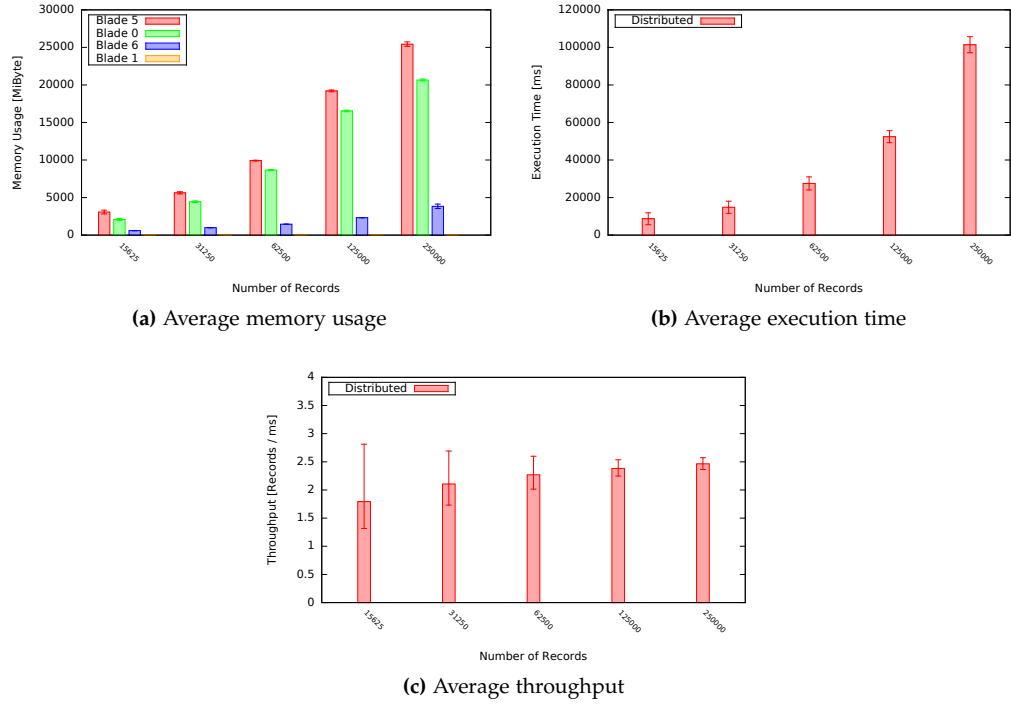 30000
25000
20000
15000
10000
5000
0
Memory Usage [MiByte]
Blade 5
Blade 0
Blade 6
Blade 1
15625
31250
62500
125000
250000
Number of Records
(a) Average memory usage
120000
100000
80000
60000
40000
20000
0
Execution Time [ms]
Distributed
15625
31250
62500
125000
250000
Number of Records
(b) Average execution time
4
3.5
3
2.5
2
1.5
1
0.5
0
Throughput [Records / ms]
Distributed
15625
31250
62500
125000
250000
Number of Records
(c) Average throughput